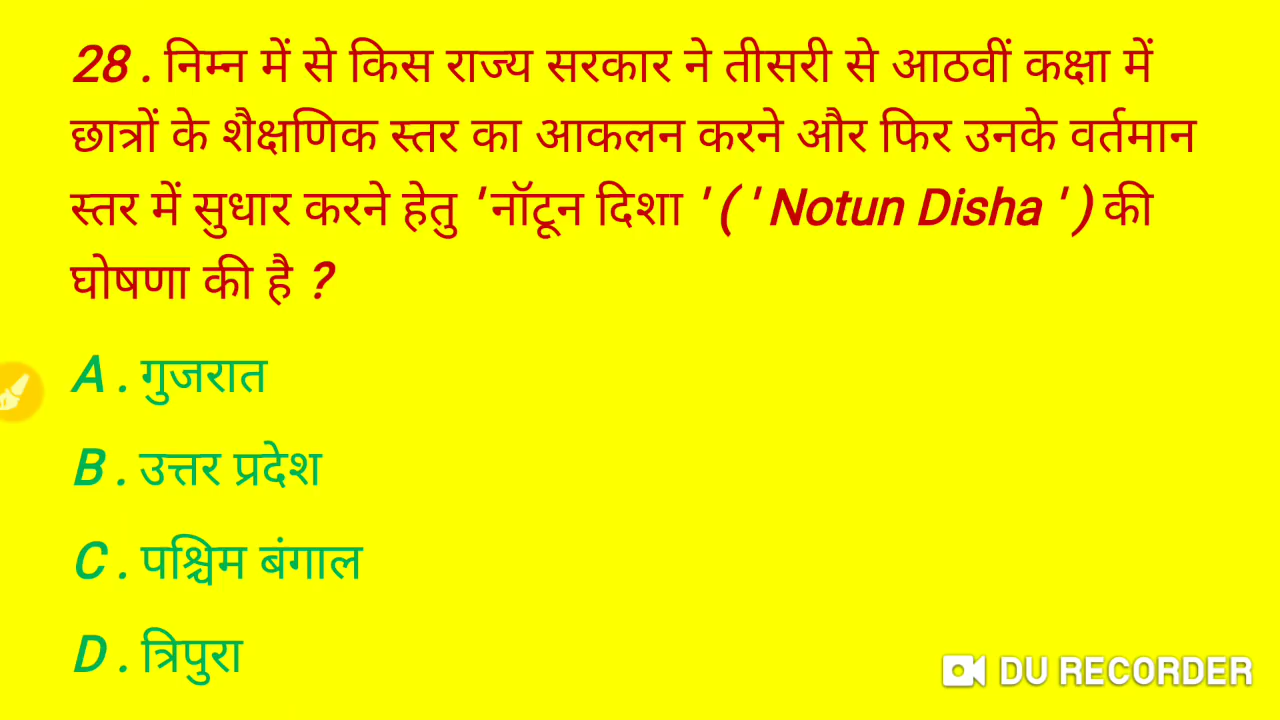 28 . निम्न में से किस राज्य सरकार ने तीसरी से आठवीं कक्षा में
छात्रों के शैक्षणिक स्तर का आकलन करने और फिर उनके वर्तमान
स्तर में सुधार करने हेतु 'नॉटून दिशा ' ( ' Notun Disha ' ) की
घोषणा की है ?
A . गुजरात
B . उत्तर प्रदेश
C . पश्चिम बंगाल
D . त्रिपुरा
DU RECORDER